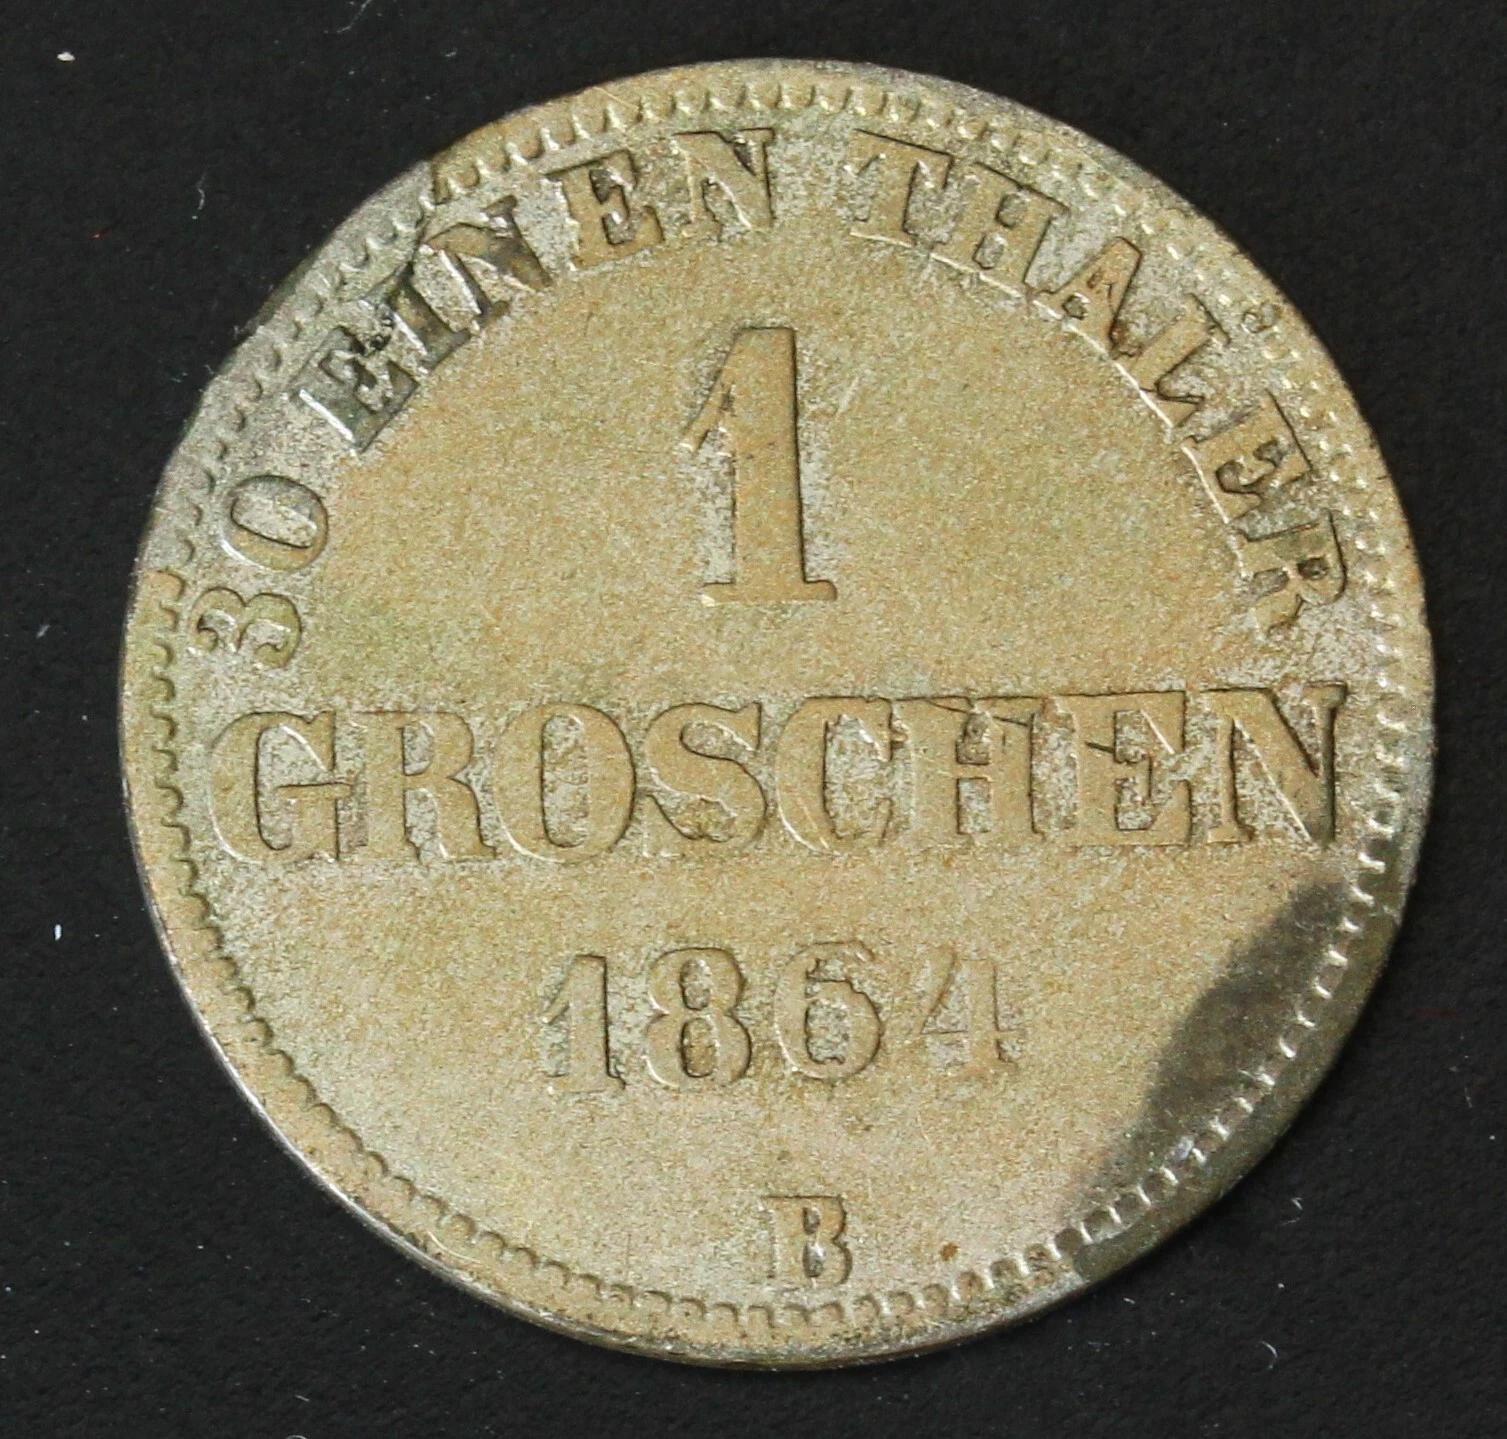 30 EINEN THALER
1
GROSCHEN
1864
B